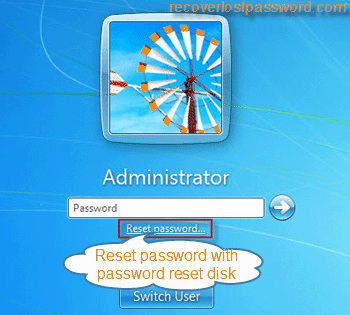 recoverlostpassword.com
Administrator
Password
Reset password...
Reset password with
password reset disk
Switch User